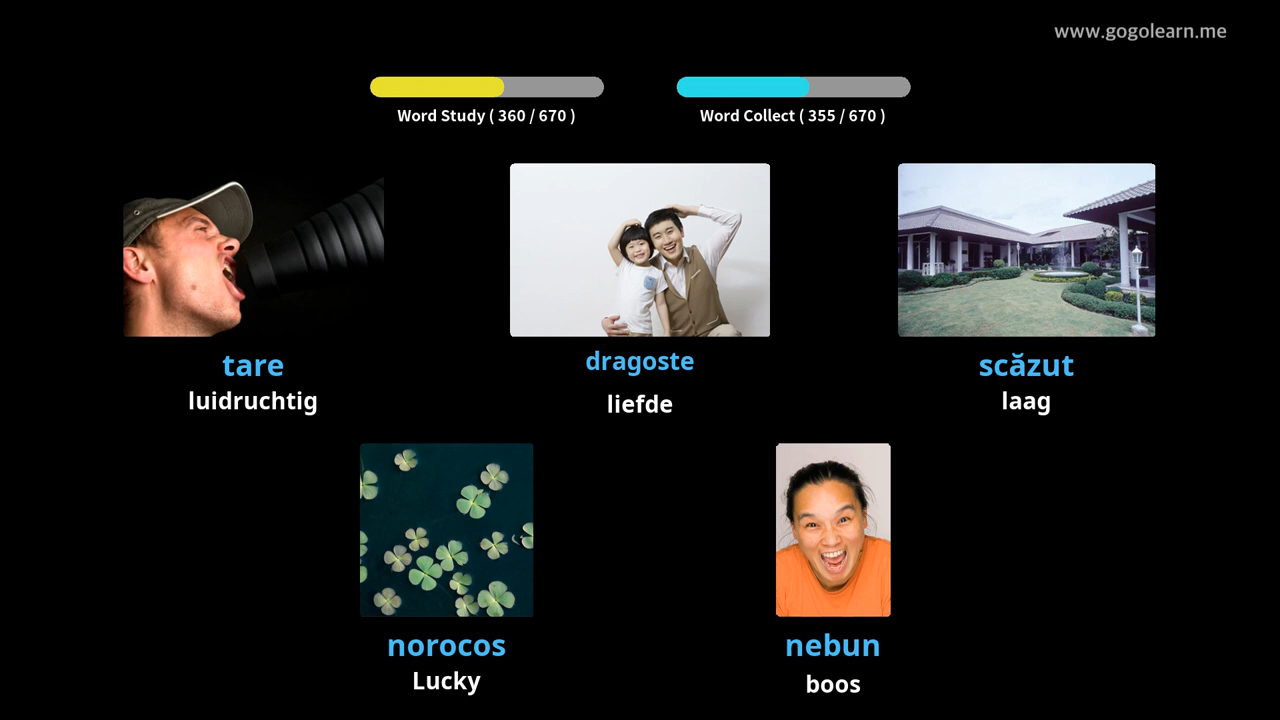 www.gogolearn.me
Word Study ( 360 / 670 )
Word Collect ( 355 / 670 )
tare
luidruchtig
dragoste
liefde
scăzut
laag
norocos
Lucky
nebun
boos